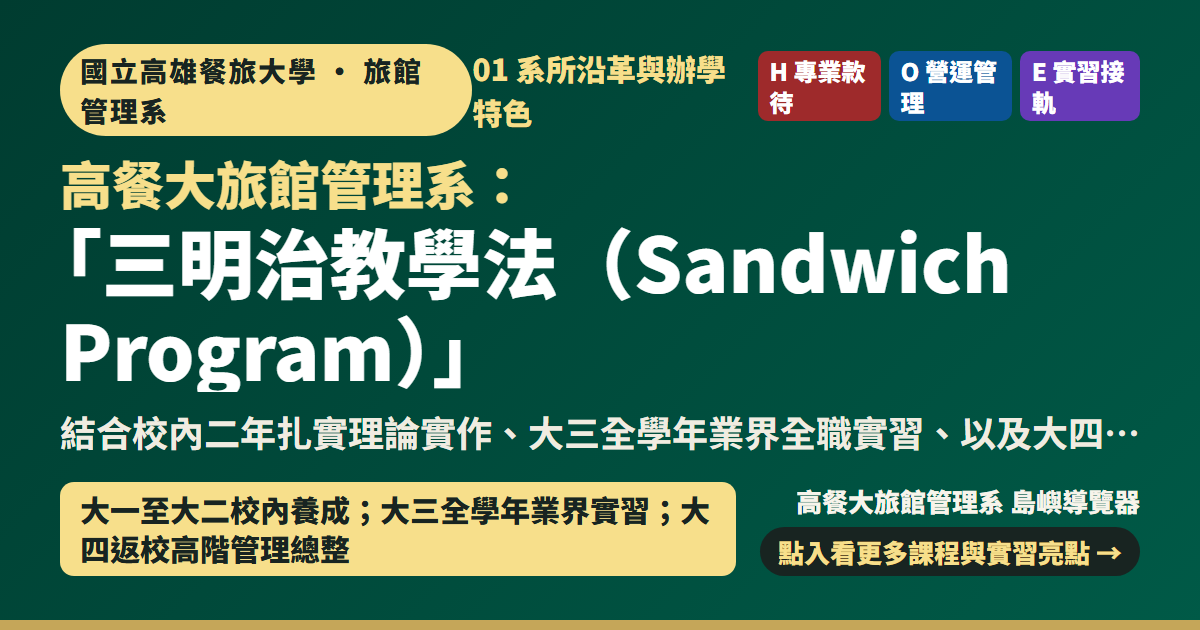 國立高雄餐旅大學 · 旅館
管理系
01 系所沿革與辦學
特色
H 專業款
待
O 營運管
理
E 實習接
軌
高餐大旅館管理系：
「三明治教學法（Sandwich
Program）」
結合校內二年扎實理論實作、大三全學年業界全職實習、以及大四…
大一至大二校內養成；大三全學年業界實習；大
四返校高階管理總整
高餐大旅館管理系 島嶼導覽器
點入看更多課程與實習亮點 →